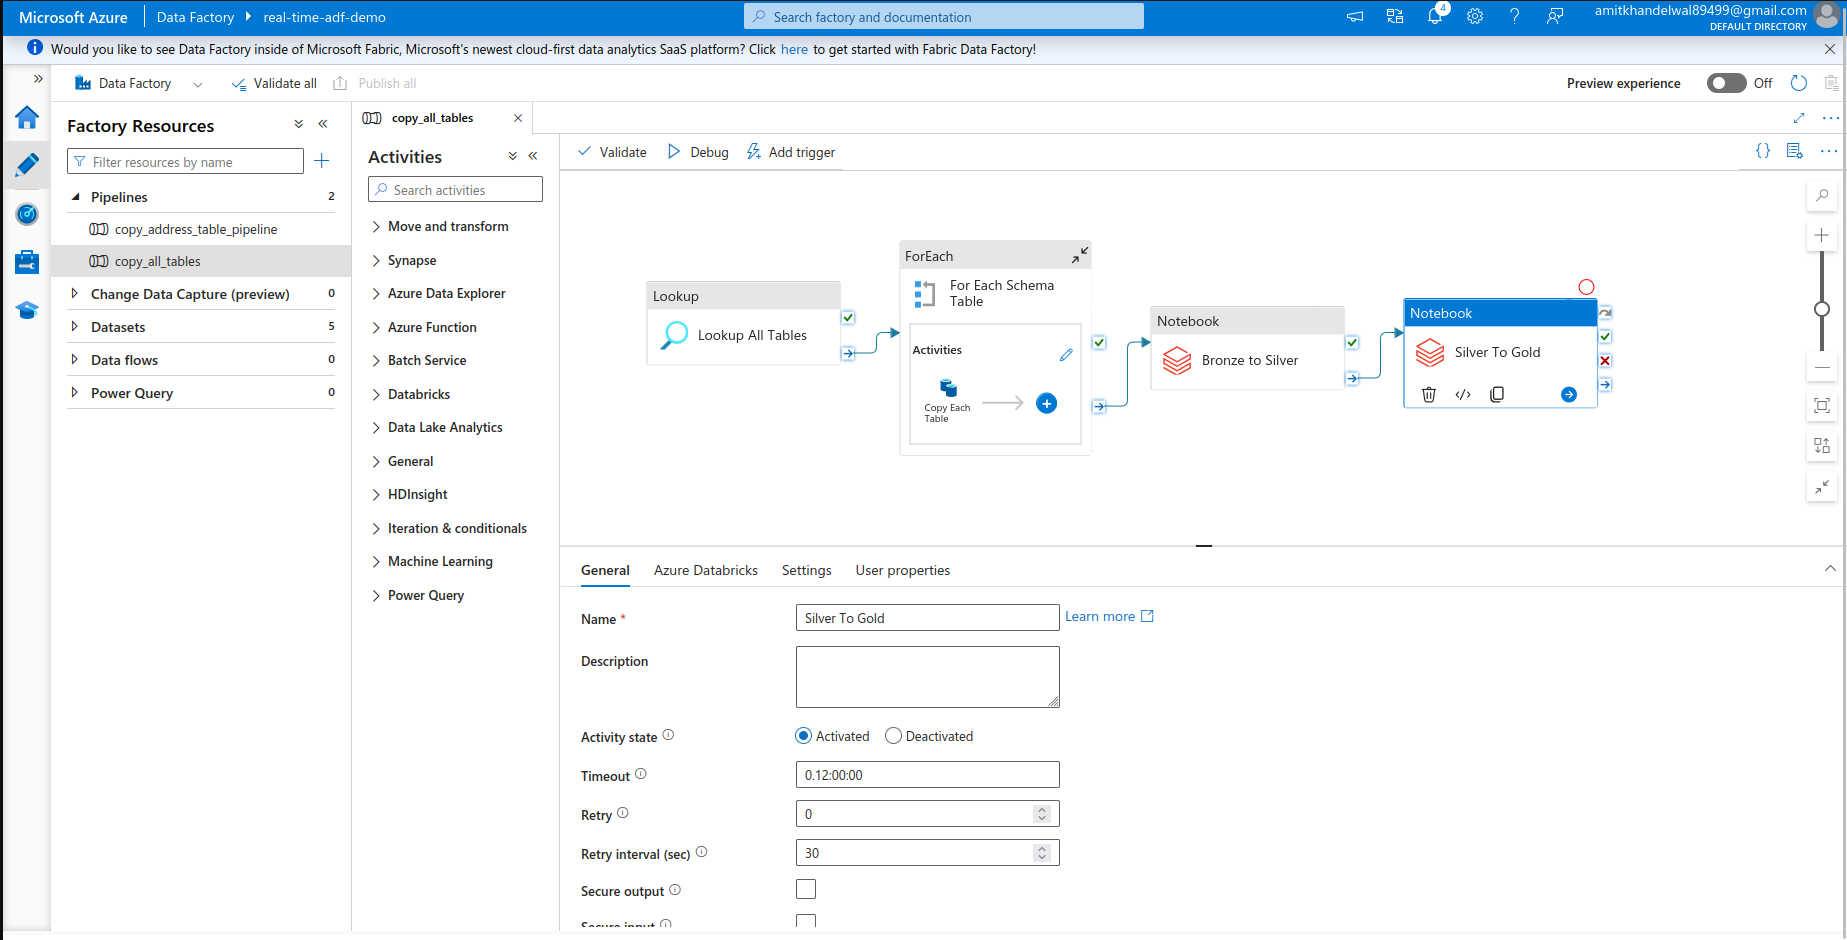 Microsoft Azure
Data Factory
real-time-adf-demo
Search factory and documentation
4
amitkhandelwal89499@gmail.com
DEFAULT DIRECTORY
Would you like to see Data Factory inside of Microsoft Fabric, Microsoft's newest cloud-first data analytics SaaS platform? Click here to get started with Fabric Data Factory!
Data Factory
Validate all
Publish all
Preview experience
Off
Factory Resources
Filter resources by name
Pipelines 2
copy_address_table_pipeline
copy_all_tables
Change Data Capture (preview) 0
Datasets 5
Data flows 0
Power Query 0
copy_all_tables
Activities
Search activities
Move and transform
Synapse
Azure Data Explorer
Azure Function
Batch Service
Databricks
Data Lake Analytics
General
HDInsight
Iteration & conditionals
Machine Learning
Power Query
Validate
Debug
Add trigger
Lookup
Lookup All Tables
ForEach
For Each Schema
Table
Activities
Copy Each
Table
Notebook
Bronze to Silver
Notebook
Silver To Gold
General
Azure Databricks
Settings
User properties
Name *
Silver To Gold
Learn more
Description
Activity state
Activated
Deactivated
Timeout
0.12:00:00
Retry
0
Retry interval (sec)
30
Secure output
Secure input